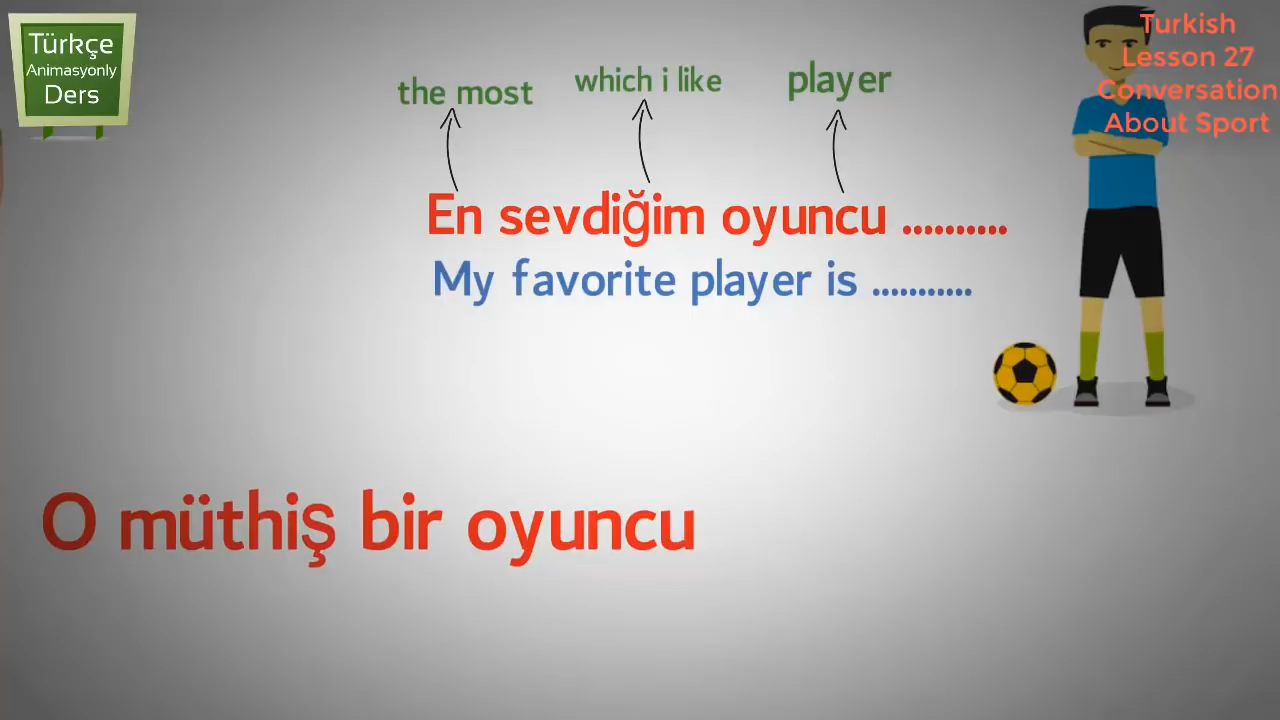 Türkçe
Animasyonly
Ders
Turkish
Lesson 27
Conversation
About Sport
the most which i like player
En sevdiğim oyuncu ..........
My favorite player is ...........
O müthiş bir oyuncu